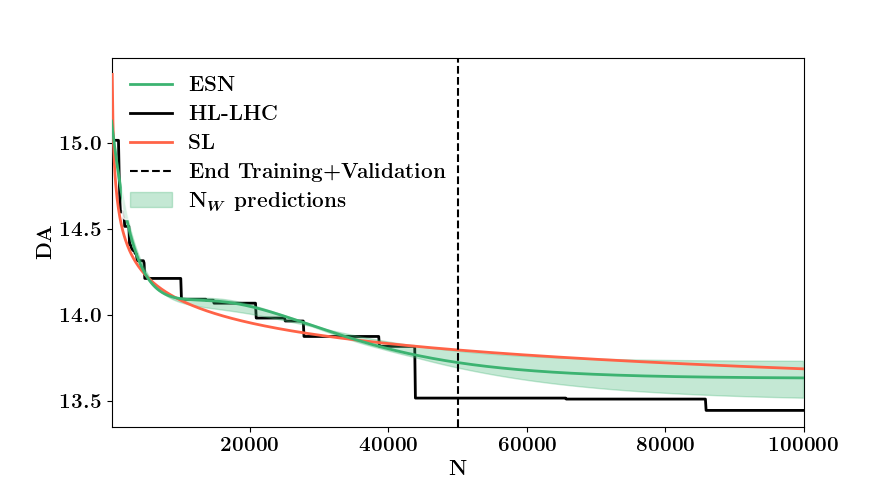 ESN
HL-LHC
SL
End Training+Validation
N_W predictions
15.0
14.5
14.0
13.5
DA
20000 40000 60000 80000 100000
N